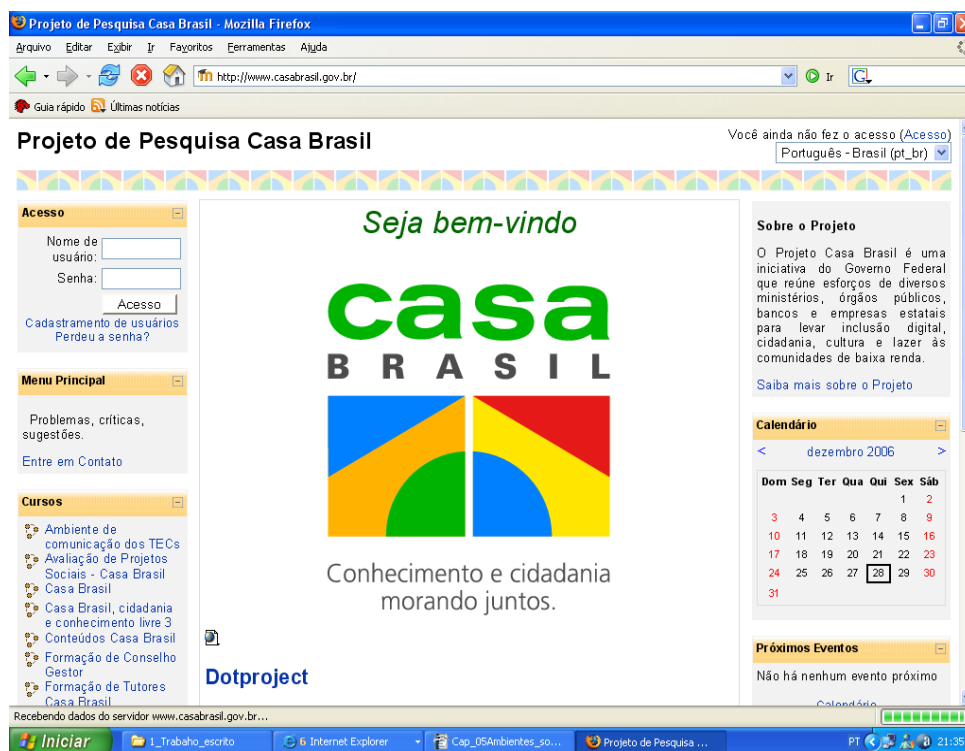 Projeto de Pesquisa Casa Brasil - Mozilla Firefox
Arquivo Editar Exibir Ir Favoritos Ferramentas Ajuda
http://www.casabrasil.gov.br/
Ir
G
Guia rápido Últimas notícias
Projeto de Pesquisa Casa Brasil
Você ainda não fez o acesso (Acesso)
Português - Brasil (pt_br)
Acesso
Nome de
usuário:
Senha:
Acesso
Cadastramento de usuários
Perdeu a senha?
Menu Principal
Problemas, críticas,
sugestões.
Entre em Contato
Cursos
Ambiente de
comunicação dos TECs
Avaliação de Projetos
Sociais - Casa Brasil
Casa Brasil
Casa Brasil, cidadania
e conhecimento livre 3
Conteúdos Casa Brasil
Formação de Conselho
Gestor
Formação de Tutores
Casa Brasil
Seja bem-vindo
casa
BRASIL
Conhecimento e cidadania
morando juntos.
Dotproject
Sobre o Projeto
O Projeto Casa Brasil é uma
iniciativa do Governo Federal
que reúne esforços de diversos
ministérios, órgãos públicos,
bancos e empresas estatais
para levar inclusão digital,
cidadania, cultura e lazer às
comunidades de baixa renda.
Saiba mais sobre o Projeto
Calendário
< dezembro 2006 >
Dom Seg Ter Qua Qui Sex Sáb
1 2
3 4 5 6 7 8 9
10 11 12 13 14 15 16
17 18 19 20 21 22 23
24 25 26 27 28 29 30
31
Próximos Eventos
Não há nenhum evento próximo
Calendário
Recebendo dados do servidor www.casabrasil.gov.br...
Iniciar
1_Trabaho_escrito
6 Internet Explorer
Cap_05Ambientes_so...
Projeto de Pesquisa ...
PT
21:35